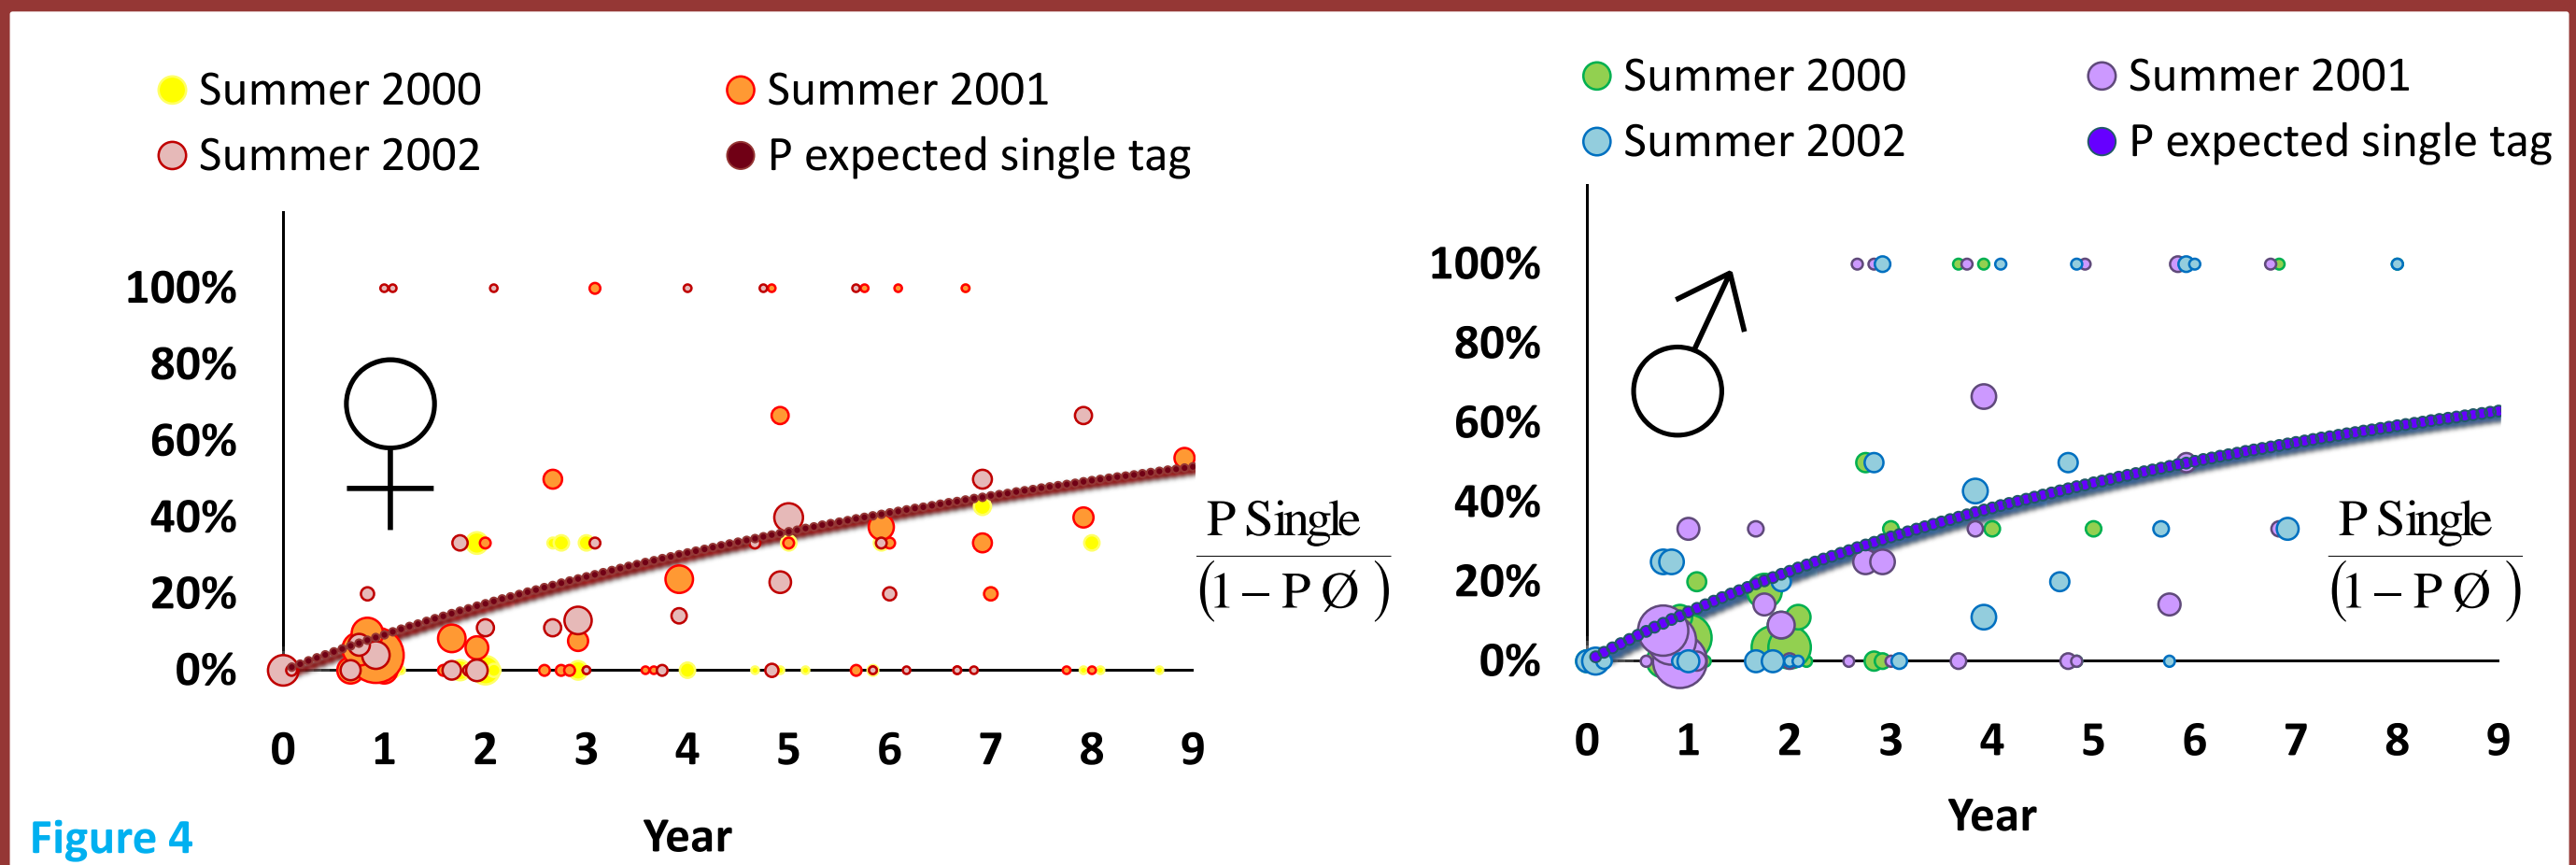 Summer 2000 Summer 2001
Summer 2002 P expected single tag
100%
80%
60%
40%
20%
0%
0 1 2 3 4 5 6 7 8 9
Year
P Single
(1 – P Ø )
Figure 4
Summer 2000 Summer 2001
Summer 2002 P expected single tag
100%
80%
60%
40%
20%
0%
0 1 2 3 4 5 6 7 8 9
Year
P Single
(1 – P Ø )